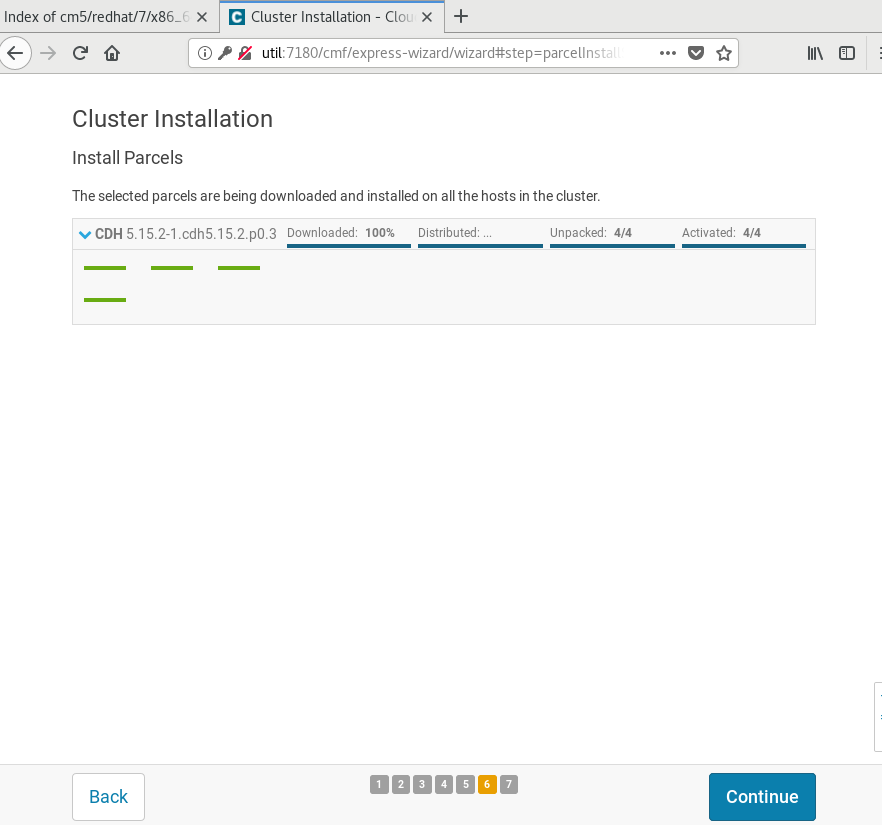 Index of cm5/redhat/7/x86_6
Cluster Installation - Clou
util:7180/cmf/express-wizard/wizard#step=parcelInstall
Cluster Installation
Install Parcels
The selected parcels are being downloaded and installed on all the hosts in the cluster.
CDH 5.15.2-1.cdh5.15.2.p0.3 Downloaded: 100% Distributed: ... Unpacked: 4/4 Activated: 4/4
Back 1 2 3 4 5 6 7 Continue